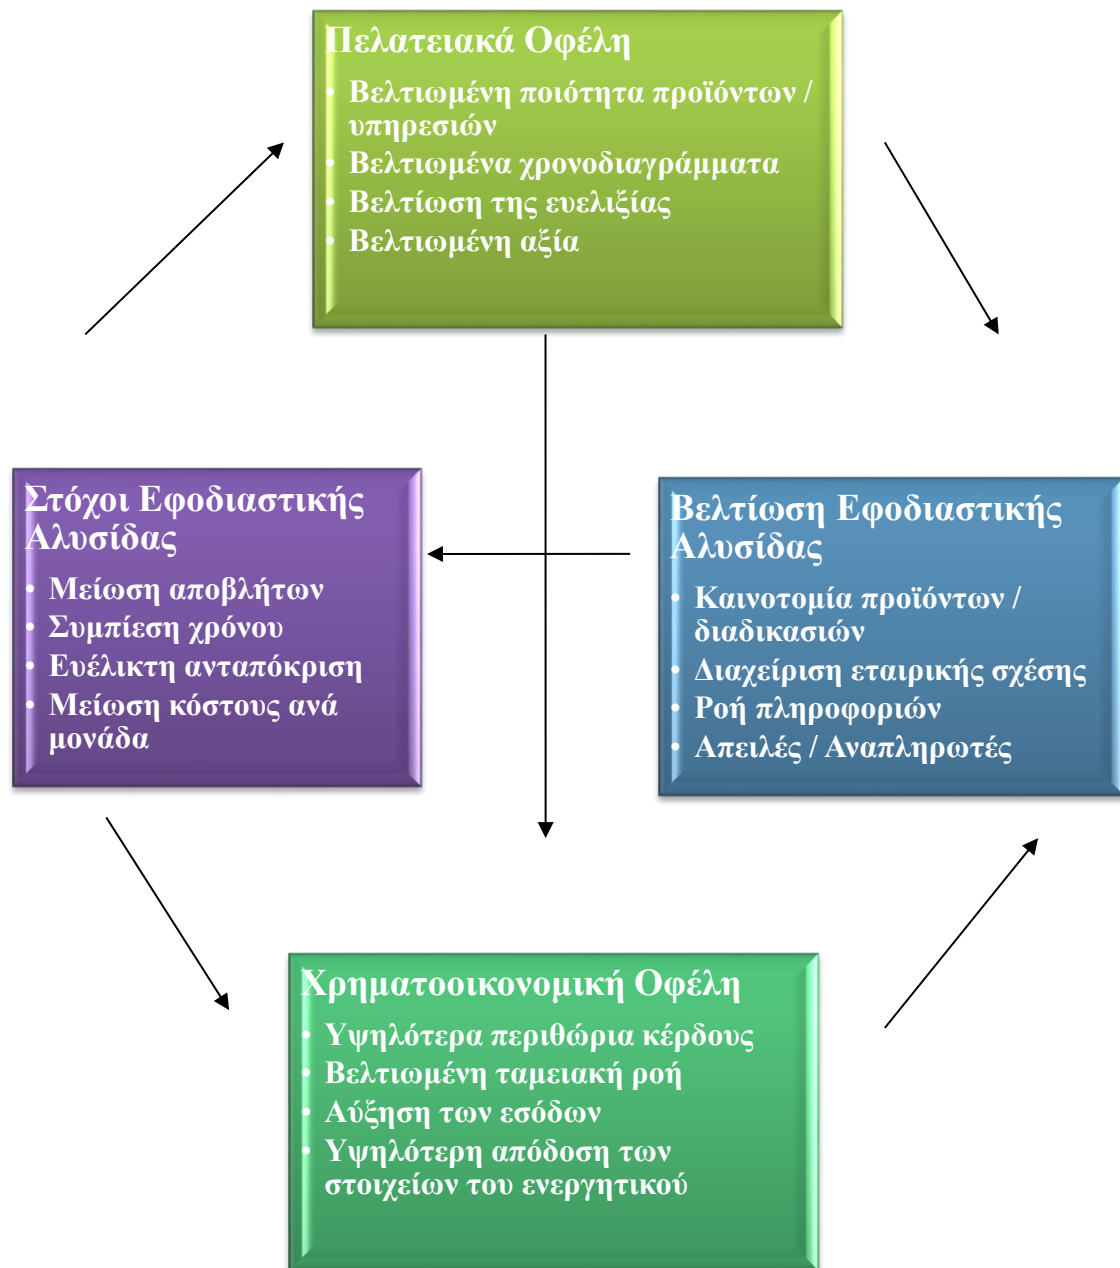 Πελατειακά Οφέλη
• Βελτιωμένη ποιότητα προϊόντων /
υπηρεσιών
• Βελτιωμένα χρονοδιαγράμματα
• Βελτίωση της ευελιξίας
• Βελτιωμένη αξία
Στόχοι Εφοδιαστικής
Αλυσίδας
• Μείωση αποβλήτων
• Συμπίεση χρόνου
• Ευέλικτη ανταπόκριση
• Μείωση κόστους ανά
μονάδα
Βελτίωση Εφοδιαστικής
Αλυσίδας
• Καινοτομία προϊόντων /
διαδικασιών
• Διαχείριση εταιρικής σχέσης
• Ροή πληροφοριών
• Απειλές / Αναπληρωτές
Χρηματοοικονομική Οφέλη
• Υψηλότερα περιθώρια κέρδους
• Βελτιωμένη ταμειακή ροή
• Αύξηση των εσόδων
• Υψηλότερη απόδοση των
στοιχείων του ενεργητικού